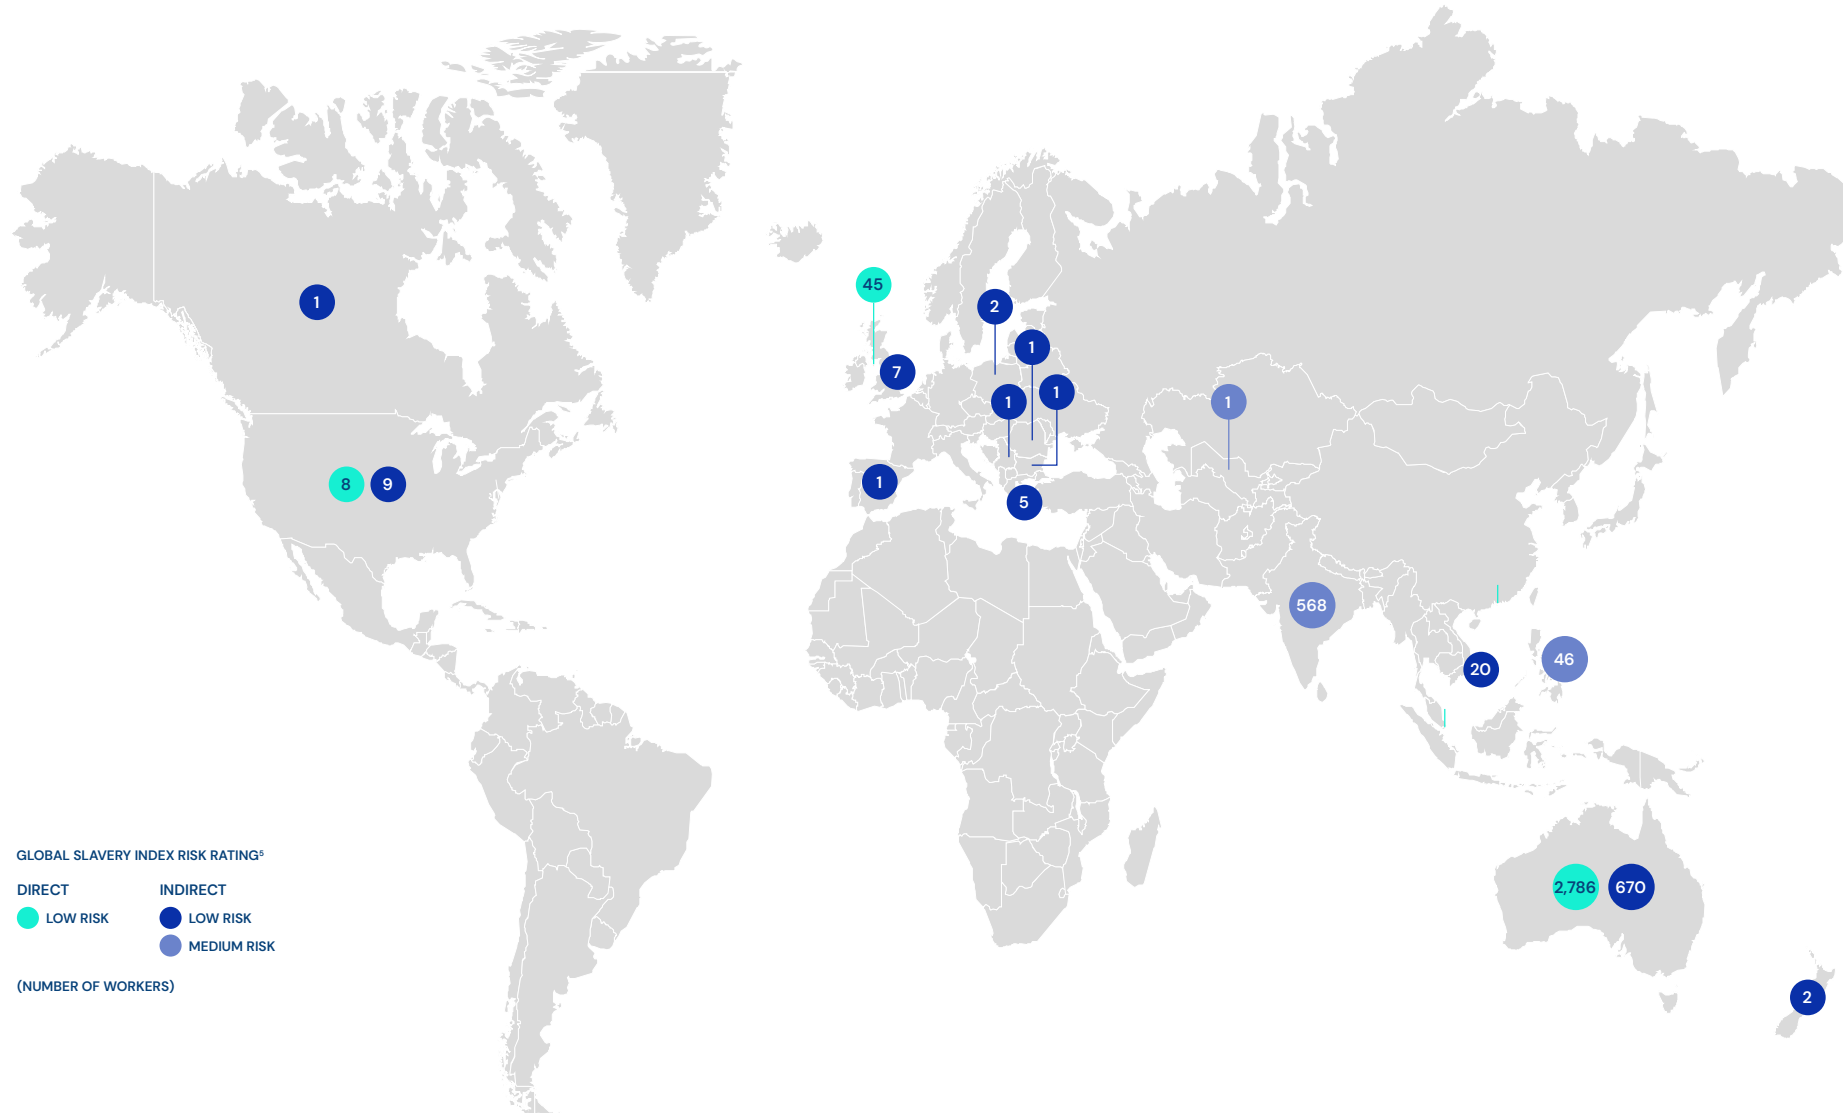 45
2
1
1
7
1
1
1
8
9
1
5
568
46
20
2,786
670
2
GLOBAL SLAVERY INDEX RISK RATING⁵
DIRECT
INDIRECT
LOW RISK
LOW RISK
MEDIUM RISK
(NUMBER OF WORKERS)